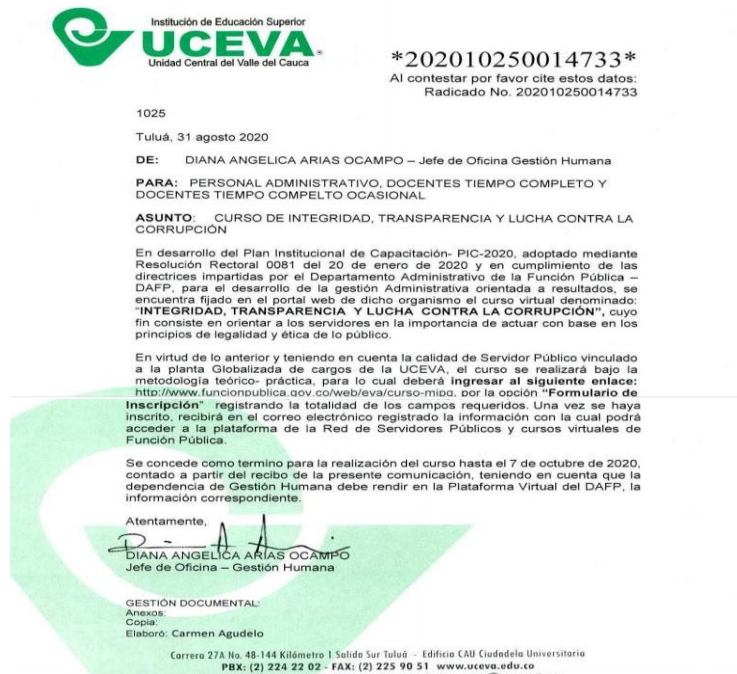 Institución de Educación Superior
UCEVA
Unidad Central del Valle del Cauca
*202010250014733*
Al contestar por favor cite estos datos:
Radicado No. 202010250014733
1025
Tuluá, 31 agosto 2020
DE: DIANA ANGELICA ARIAS OCAMPO – Jefe de Oficina Gestión Humana
PARA: PERSONAL ADMINISTRATIVO, DOCENTES TIEMPO COMPLETO Y
DOCENTES TIEMPO COMPELTO OCASIONAL
ASUNTO: CURSO DE INTEGRIDAD, TRANSPARENCIA Y LUCHA CONTRA LA
CORRUPCIÓN
En desarrollo del Plan Institucional de Capacitación- PIC-2020, adoptado mediante
Resolución Rectoral 0081 del 20 de enero de 2020 y en cumplimiento de las
directrices impartidas por el Departamento Administrativo de la Función Pública –
DAFP, para el desarrollo de la gestión Administrativa orientada a resultados, se
encuentra fijado en el portal web de dicho organismo el curso virtual denominado:
"INTEGRIDAD, TRANSPARENCIA Y LUCHA CONTRA LA CORRUPCIÓN", cuyo
fin consiste en orientar a los servidores en la importancia de actuar con base en los
principios de legalidad y ética de lo público.
En virtud de lo anterior y teniendo en cuenta la calidad de Servidor Público vinculado
a la planta Globalizada de cargos de la UCEVA, el curso se realizará bajo la
metodología teórico- práctica, para lo cual deberá ingresar al siguiente enlace:
http://www.funcionpublica.gov.co/web/eva/curso-mipg, por la opción "Formulario de
Inscripción" registrando la totalidad de los campos requeridos. Una vez se haya
inscrito, recibirá en el correo electrónico registrado la información con la cual podrá
acceder a la plataforma de la Red de Servidores Públicos y cursos virtuales de
Función Pública.
Se concede como termino para la realización del curso hasta el 7 de octubre de 2020,
contado a partir del recibo de la presente comunicación, teniendo en cuenta que la
dependencia de Gestión Humana debe rendir en la Plataforma Virtual del DAFP, la
información correspondiente.
Atentamente,
DIANA ANGELICA ARIAS OCAMPO
Jefe de Oficina – Gestión Humana
GESTIÓN DOCUMENTAL:
Anexos:
Copia:
Elaboró: Carmen Agudelo
Carrera 27A No. 48-144 Kilómetro 1 Salida Sur Tuluá - Edificio CAU Ciudadela Universitaria
PBX: (2) 224 22 02 - FAX: (2) 225 90 51 www.uceva.edu.co